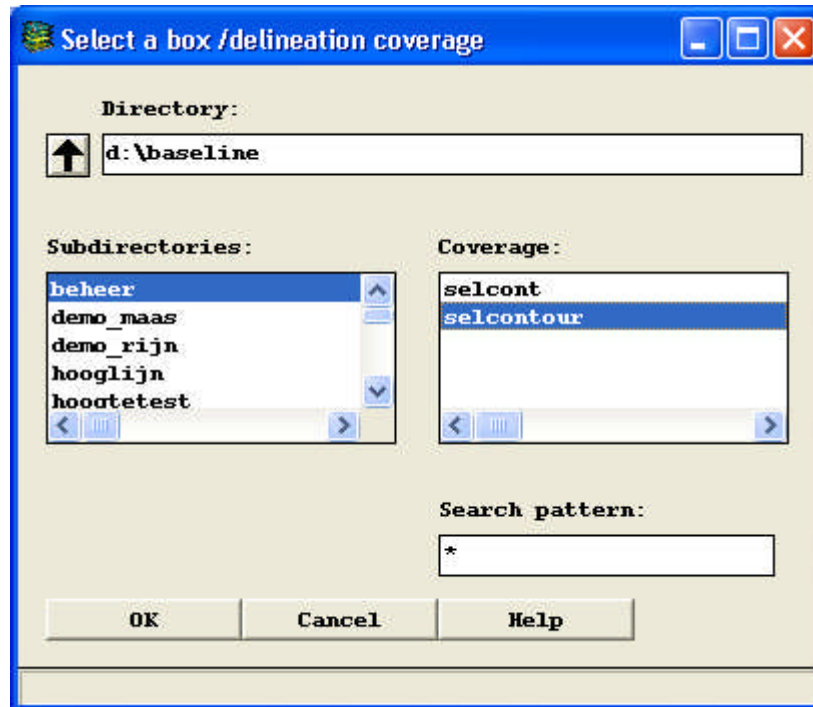 Select a box /delineation coverage
Directory:
d:\baseline
Subdirectories:
Coverage:
beheer
demo_maas
demo_rijn
hooglijn
hoogtetest
selcont
selcontour
Search pattern:
*
OK
Cancel
Help